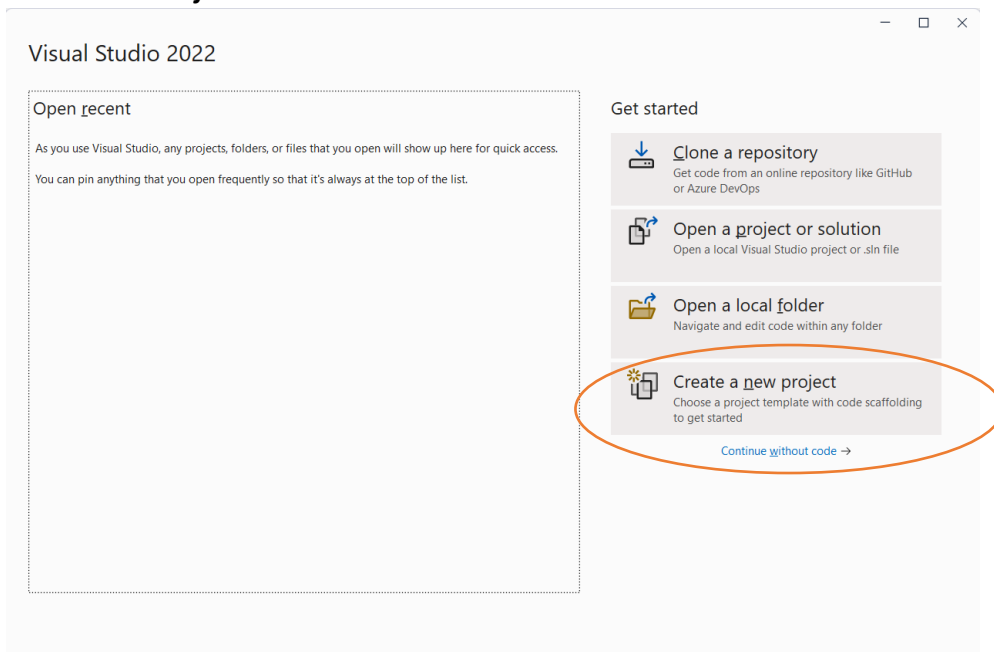 Visual Studio 2022
Open recent
As you use Visual Studio, any projects, folders, or files that you open will show up here for quick access.
You can pin anything that you open frequently so that it's always at the top of the list.
Get started
Clone a repository
Get code from an online repository like GitHub
or Azure DevOps
Open a project or solution
Open a local Visual Studio project or .sln file
Open a local folder
Navigate and edit code within any folder
Create a new project
Choose a project template with code scaffolding
to get started
Continue without code →